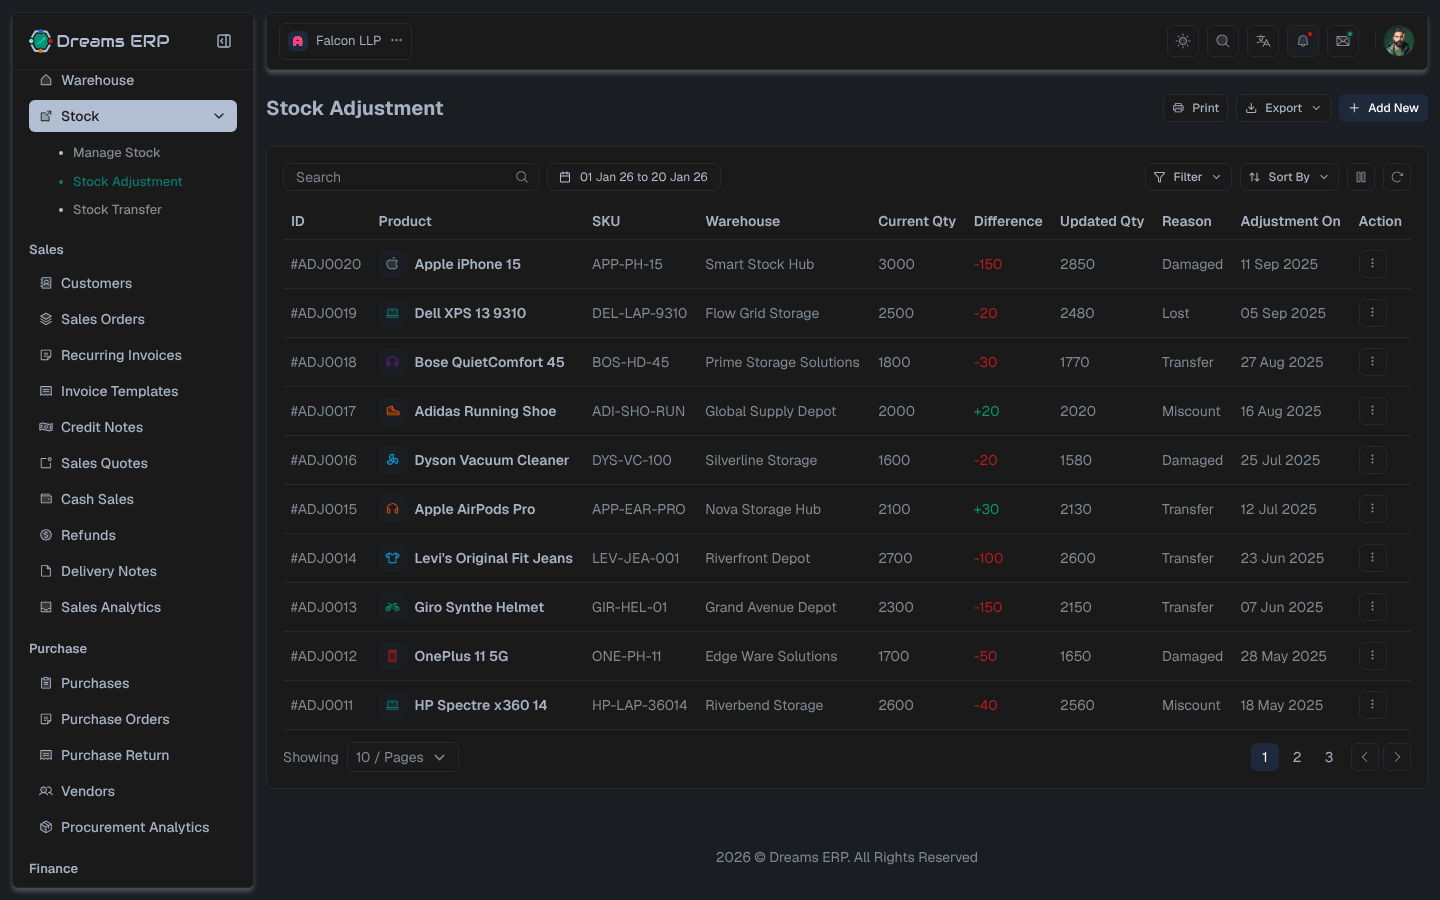 Dreams ERP
Warehouse
Stock
Manage Stock
Stock Adjustment
Stock Transfer
Sales
Customers
Sales Orders
Recurring Invoices
Invoice Templates
Credit Notes
Sales Quotes
Cash Sales
Refunds
Delivery Notes
Sales Analytics
Purchase
Purchases
Purchase Orders
Purchase Return
Vendors
Procurement Analytics
Finance
Falcon LLP
Stock Adjustment
Print Export Add New
Search 01 Jan 26 to 20 Jan 26 Filter Sort By
ID Product SKU Warehouse Current Qty Difference Updated Qty Reason Adjustment On Action
#ADJ0020 Apple iPhone 15 APP-PH-15 Smart Stock Hub 3000 -150 2850 Damaged 11 Sep 2025
#ADJ0019 Dell XPS 13 9310 DEL-LAP-9310 Flow Grid Storage 2500 -20 2480 Lost 05 Sep 2025
#ADJ0018 Bose QuietComfort 45 BOS-HD-45 Prime Storage Solutions 1800 -30 1770 Transfer 27 Aug 2025
#ADJ0017 Adidas Running Shoe ADI-SHO-RUN Global Supply Depot 2000 +20 2020 Miscount 16 Aug 2025
#ADJ0016 Dyson Vacuum Cleaner DYS-VC-100 Silverline Storage 1600 -20 1580 Damaged 25 Jul 2025
#ADJ0015 Apple AirPods Pro APP-EAR-PRO Nova Storage Hub 2100 +30 2130 Transfer 12 Jul 2025
#ADJ0014 Levi's Original Fit Jeans LEV-JEA-001 Riverfront Depot 2700 -100 2600 Transfer 23 Jun 2025
#ADJ0013 Giro Synthe Helmet GIR-HEL-01 Grand Avenue Depot 2300 -150 2150 Transfer 07 Jun 2025
#ADJ0012 OnePlus 11 5G ONE-PH-11 Edge Ware Solutions 1700 -50 1650 Damaged 28 May 2025
#ADJ0011 HP Spectre x360 14 HP-LAP-36014 Riverbend Storage 2600 -40 2560 Miscount 18 May 2025
Showing 10 / Pages 1 2 3
2026 © Dreams ERP. All Rights Reserved